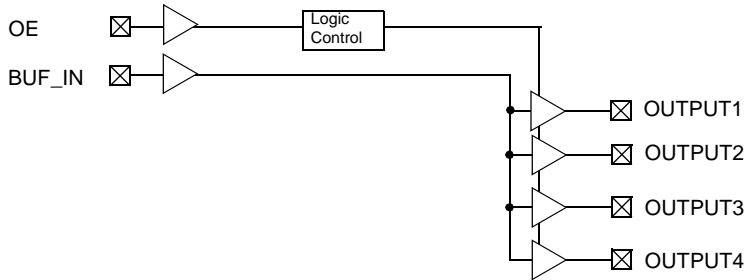 OE
Logic
Control
BUF_IN
OUTPUT1
OUTPUT2
OUTPUT3
OUTPUT4